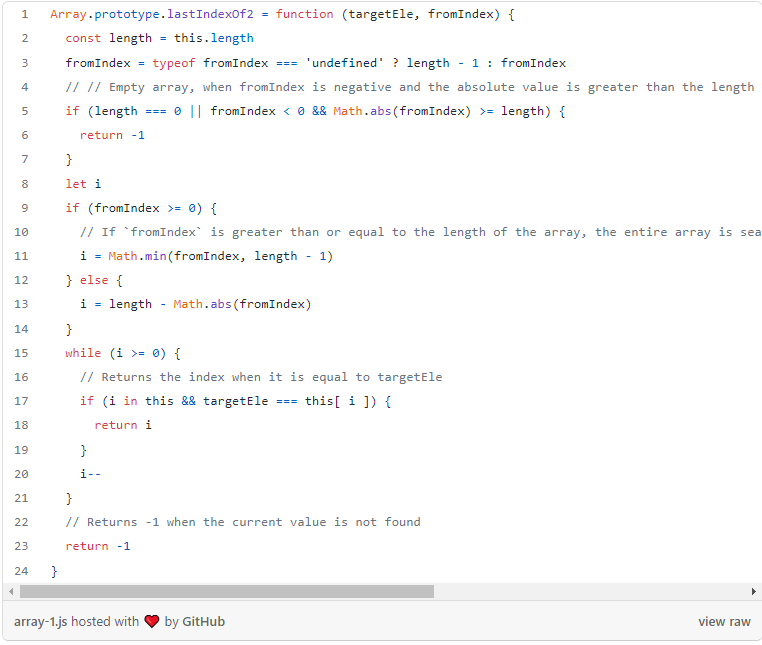 1 Array.prototype.lastIndexOf2 = function (targetEle, fromIndex) {
2 const length = this.length
3 fromIndex = typeof fromIndex === 'undefined' ? length - 1 : fromIndex
4 // // Empty array, when fromIndex is negative and the absolute value is greater than the length
5 if (length === 0 || fromIndex < 0 && Math.abs(fromIndex) >= length) {
6 return -1
7 }
8 let i
9 if (fromIndex >= 0) {
10 // If `fromIndex` is greater than or equal to the length of the array, the entire array is sea
11 i = Math.min(fromIndex, length - 1)
12 } else {
13 i = length - Math.abs(fromIndex)
14 }
15 while (i >= 0) {
16 // Returns the index when it is equal to targetEle
17 if (i in this && targetEle === this[ i ]) {
18 return i
19 }
20 i--
21 }
22 // Returns -1 when the current value is not found
23 return -1
24 }
array-1.js hosted with ❤ by GitHub view raw